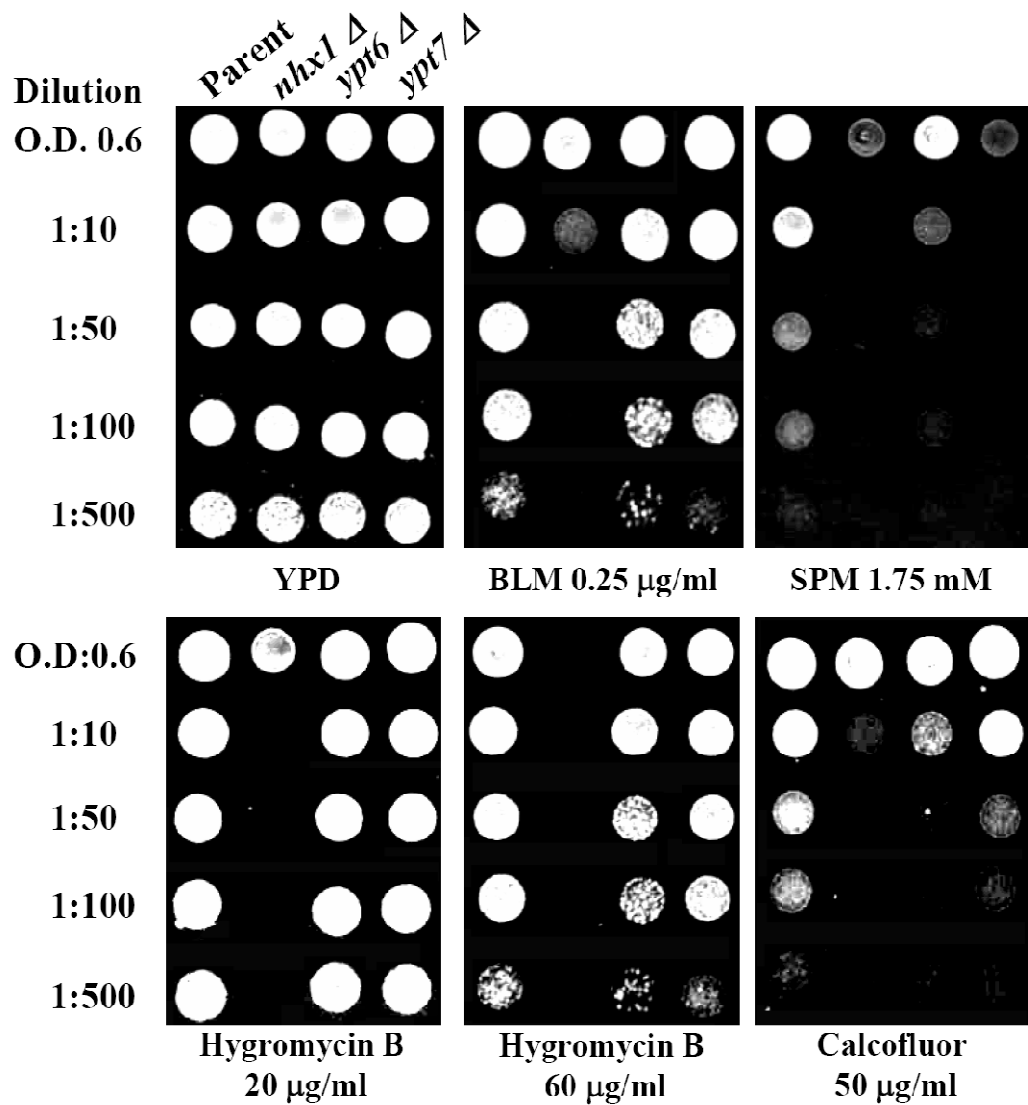 Parent nhx1 Δ ypt6 Δ ypt7 Δ
Dilution
O.D. 0.6
1:10
1:50
1:100
1:500
YPD BLM 0.25 µg/ml SPM 1.75 mM
O.D:0.6
1:10
1:50
1:100
1:500
Hygromycin B Hygromycin B Calcofluor
20 µg/ml 60 µg/ml 50 µg/ml